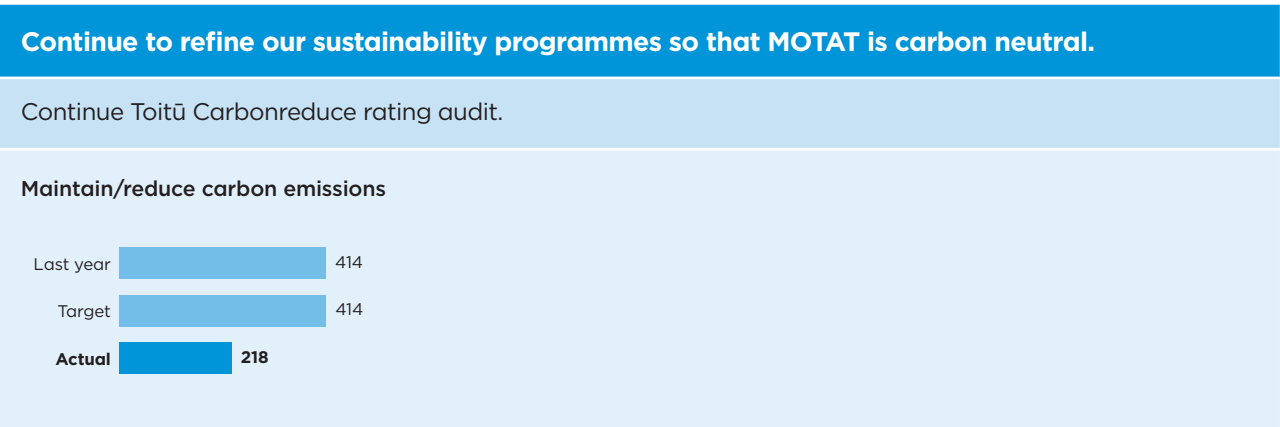 Continue to refine our sustainability programmes so that MOTAT is carbon neutral.
Continue Toitū Carbonreduce rating audit.
Maintain/reduce carbon emissions
Last year 414
Target 414
Actual 218